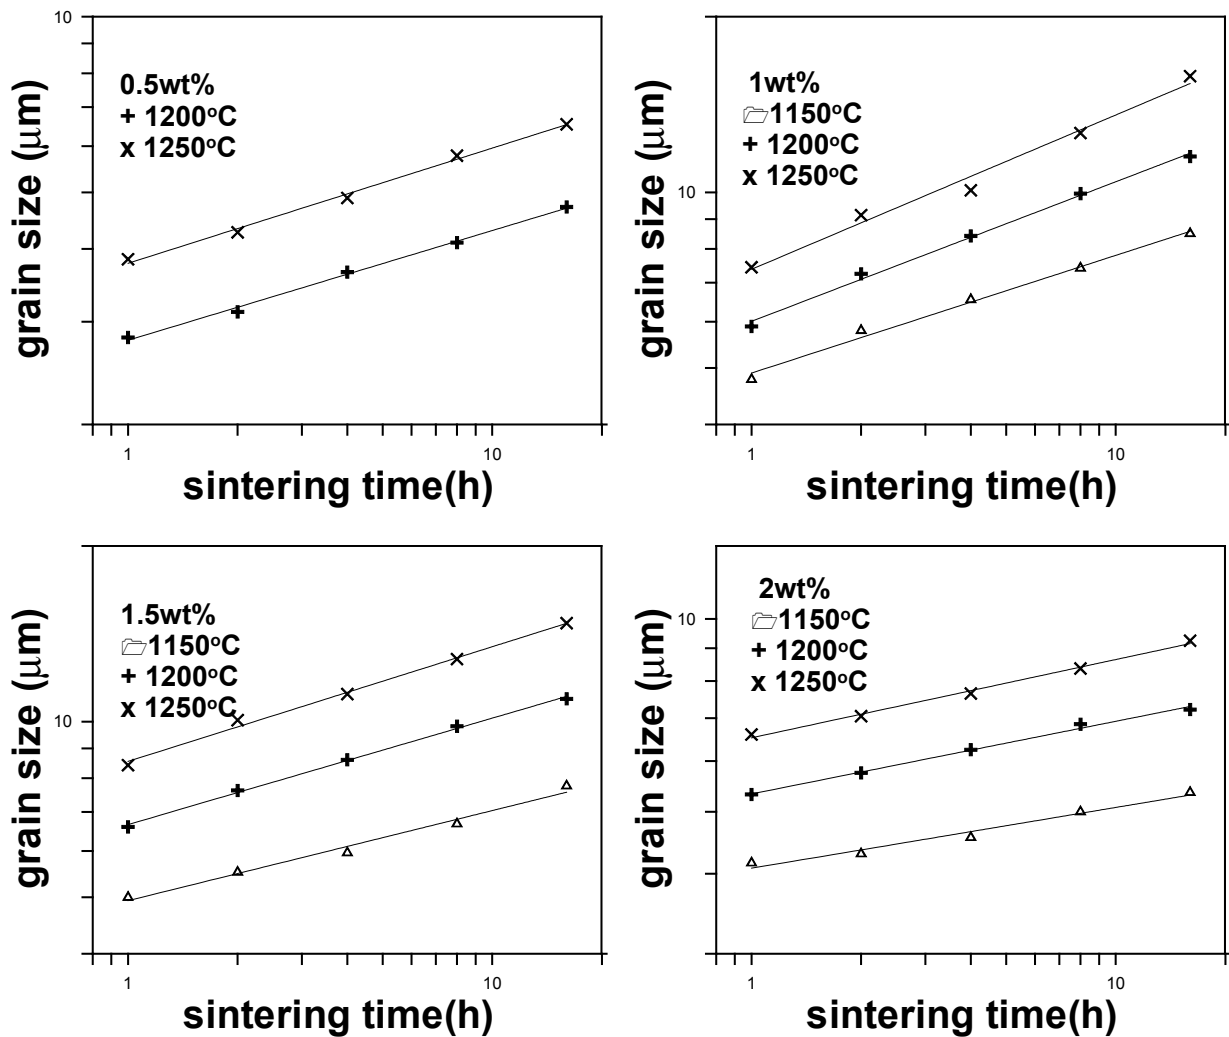 10
0.5wt%
+ 1200°C
x 1250°C
grain size (μm)
1
10
sintering time(h)
1wt%
1150°C
+ 1200°C
x 1250°C
10
grain size (μm)
1
10
sintering time(h)
1.5wt%
1150°C
+ 1200°C
x 1250°C
10
grain size (μm)
1
10
sintering time(h)
2wt%
1150°C
+ 1200°C
x 1250°C
10
grain size (μm)
1
10
sintering time(h)